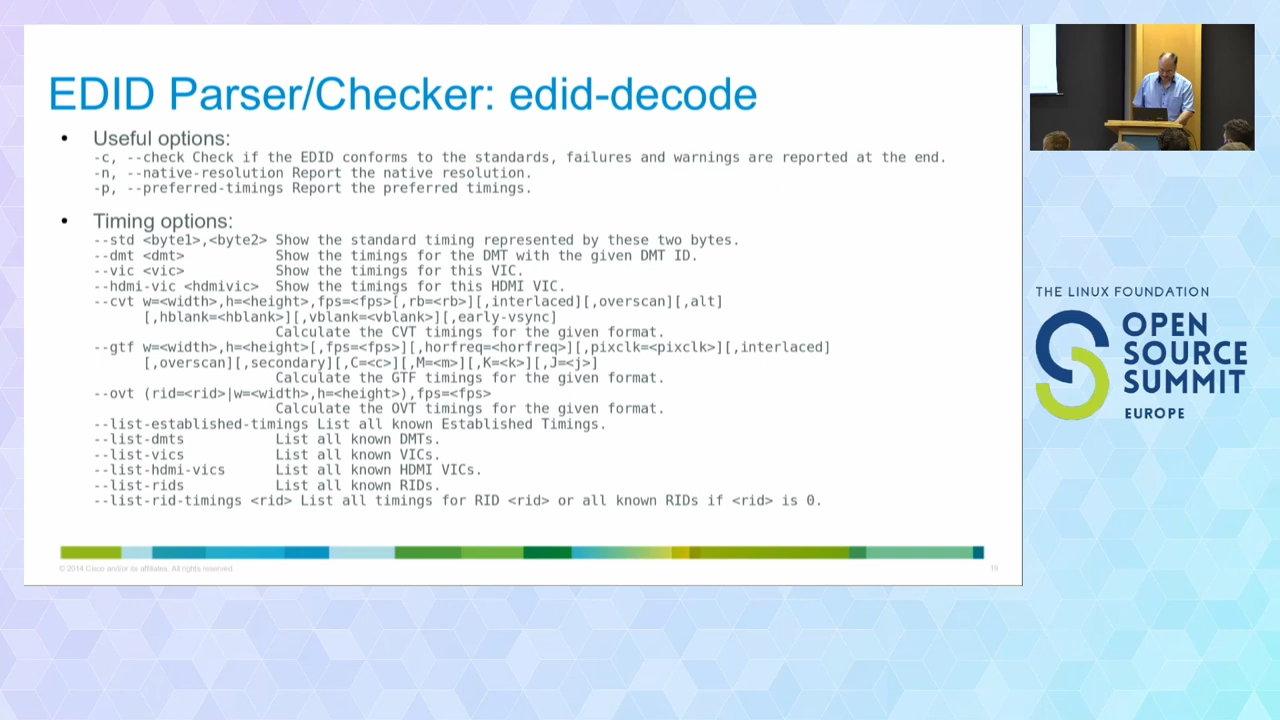 EDID Parser/Checker: edid-decode
• Useful options:
-c, --check Check if the EDID conforms to the standards, failures and warnings are reported at the end.
-n, --native-resolution Report the native resolution.
-p, --preferred-timings Report the preferred timings.
• Timing options:
--std <byte1>,<byte2> Show the standard timing represented by these two bytes.
--dmt <dmt> Show the timings for the DMT with the given DMT ID.
--vic <vic> Show the timings for this VIC.
--hdmi-vic <hdmivic> Show the timings for this HDMI VIC.
--cvt w=<width>,h=<height>,fps=<fps>[,rb=<rb>][,interlaced][,overscan][,alt]
[,hblank=<hblank>][,vblank=<vblank>][,early-vsync]
Calculate the CVT timings for the given format.
--gtf w=<width>,h=<height>[,fps=<fps>][,horfreq=<horfreq>][,pixclk=<pixclk>][,interlaced]
[,overscan][,secondary][,C=<c>][,M=<m>][,K=<k>][,J=<j>]
Calculate the GTF timings for the given format.
--ovt (rid=<rid>|w=<width>,h=<height>),fps=<fps>
Calculate the OVT timings for the given format.
--list-established-timings List all known Established Timings.
--list-dmts List all known DMTs.
--list-vics List all known VICs.
--list-hdmi-vics List all known HDMI VICs.
--list-rids List all known RIDs.
--list-rid-timings <rid> List all timings for RID <rid> or all known RIDs if <rid> is 0.
© 2014 Cisco and/or its affiliates. All rights reserved.
19
THE LINUX FOUNDATION
OPEN
SOURCE
SUMMIT
EUROPE